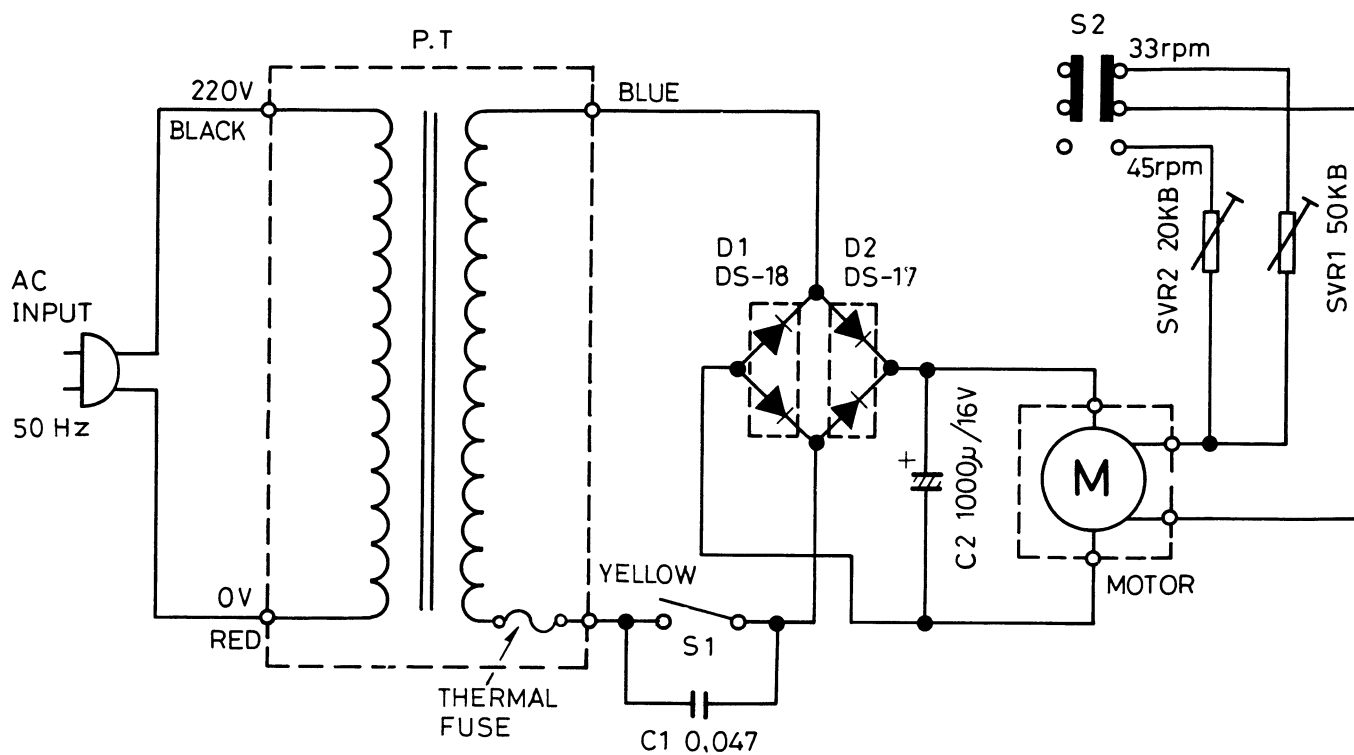 P.T
220V
BLACK
BLUE
S2
33rpm
45rpm
SVR2 20KB
SVR1 50KB
D1
DS-18
D2
DS-17
AC
INPUT
50 Hz
+
C2 1000µ/16V
M
MOTOR
0V
RED
YELLOW
S1
THERMAL
FUSE
C1 0,047